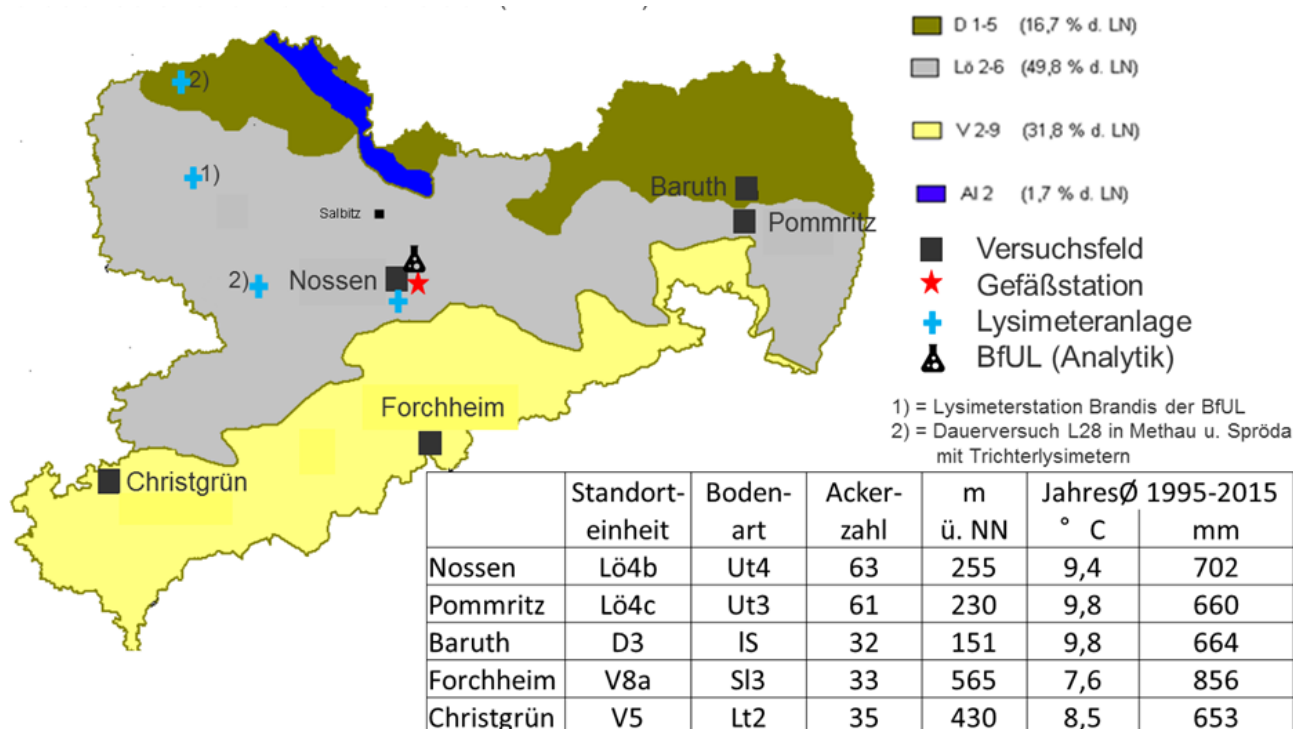 D 1-5 (16,7 % d. LN)
Lö 2-6 (49,8 % d. LN)
V 2-9 (31,8 % d. LN)
Al 2 (1,7 % d. LN)
Versuchsfeld
Gefäßstation
Lysimeteranlage
BfUL (Analytik)
1) = Lysimeterstation Brandis der BfUL
2) = Dauerversuch L28 in Methau u. Spröda
mit Trichterlysimetern
2)
1)
Salbitz
2)
Nossen
Baruth
Pommritz
Forchheim
Christgrün
Standort- Boden- Acker- m JahresØ 1995-2015
einheit art zahl ü. NN ° C mm
Nossen Lö4b Ut4 63 255 9,4 702
Pommritz Lö4c Ut3 61 230 9,8 660
Baruth D3 lS 32 151 9,8 664
Forchheim V8a Sl3 33 565 7,6 856
Christgrün V5 Lt2 35 430 8,5 653